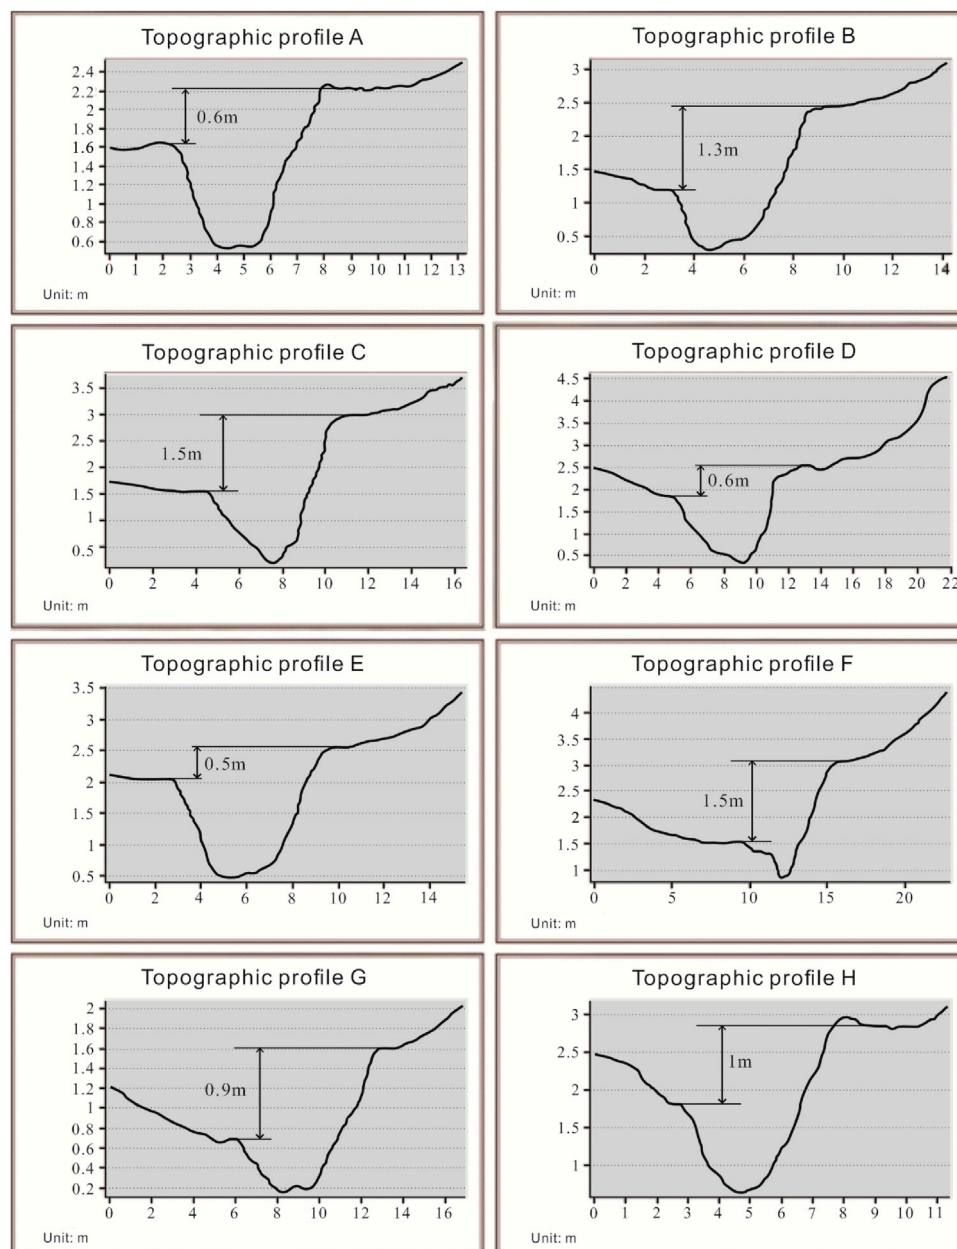 Topographic profile A
2.4
2.2
2
1.8
1.6
1.4
1.2
1
0.8
0.6
0.6m
0 1 2 3 4 5 6 7 8 9 10 11 12 13
Unit: m
Topographic profile B
3
2.5
2
1.5
1
0.5
1.3m
0 2 4 6 8 10 12 14
Unit: m
Topographic profile C
3.5
3
2.5
2
1.5
1
0.5
1.5m
0 2 4 6 8 10 12 14 16
Unit: m
Topographic profile D
4.5
4
3.5
3
2.5
2
1.5
1
0.5
0.6m
0 2 4 6 8 10 12 14 16 18 20 22
Unit: m
Topographic profile E
3.5
3
2.5
2
1.5
1
0.5
0.5m
0 2 4 6 8 10 12 14
Unit: m
Topographic profile F
4
3.5
3
2.5
2
1.5
1
1.5m
0 5 10 15 20
Unit: m
Topographic profile G
2
1.8
1.6
1.4
1.2
1
0.8
0.6
0.4
0.2
0.9m
0 2 4 6 8 10 12 14 16
Unit: m
Topographic profile H
3
2.5
2
1.5
1
1m
0 1 2 3 4 5 6 7 8 9 10 11
Unit: m